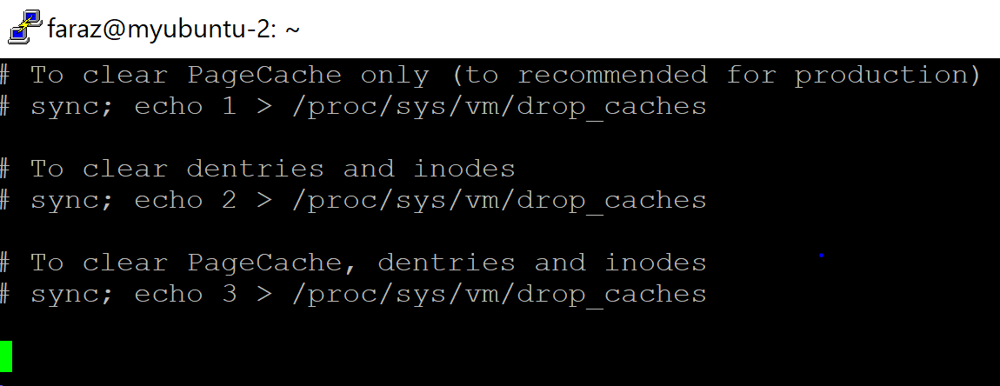 faraz@myubuntu-2: ~
# To clear PageCache only (to recommended for production)
# sync; echo 1 > /proc/sys/vm/drop_caches
# To clear dentries and inodes
# sync; echo 2 > /proc/sys/vm/drop_caches
# To clear PageCache, dentries and inodes
# sync; echo 3 > /proc/sys/vm/drop_caches